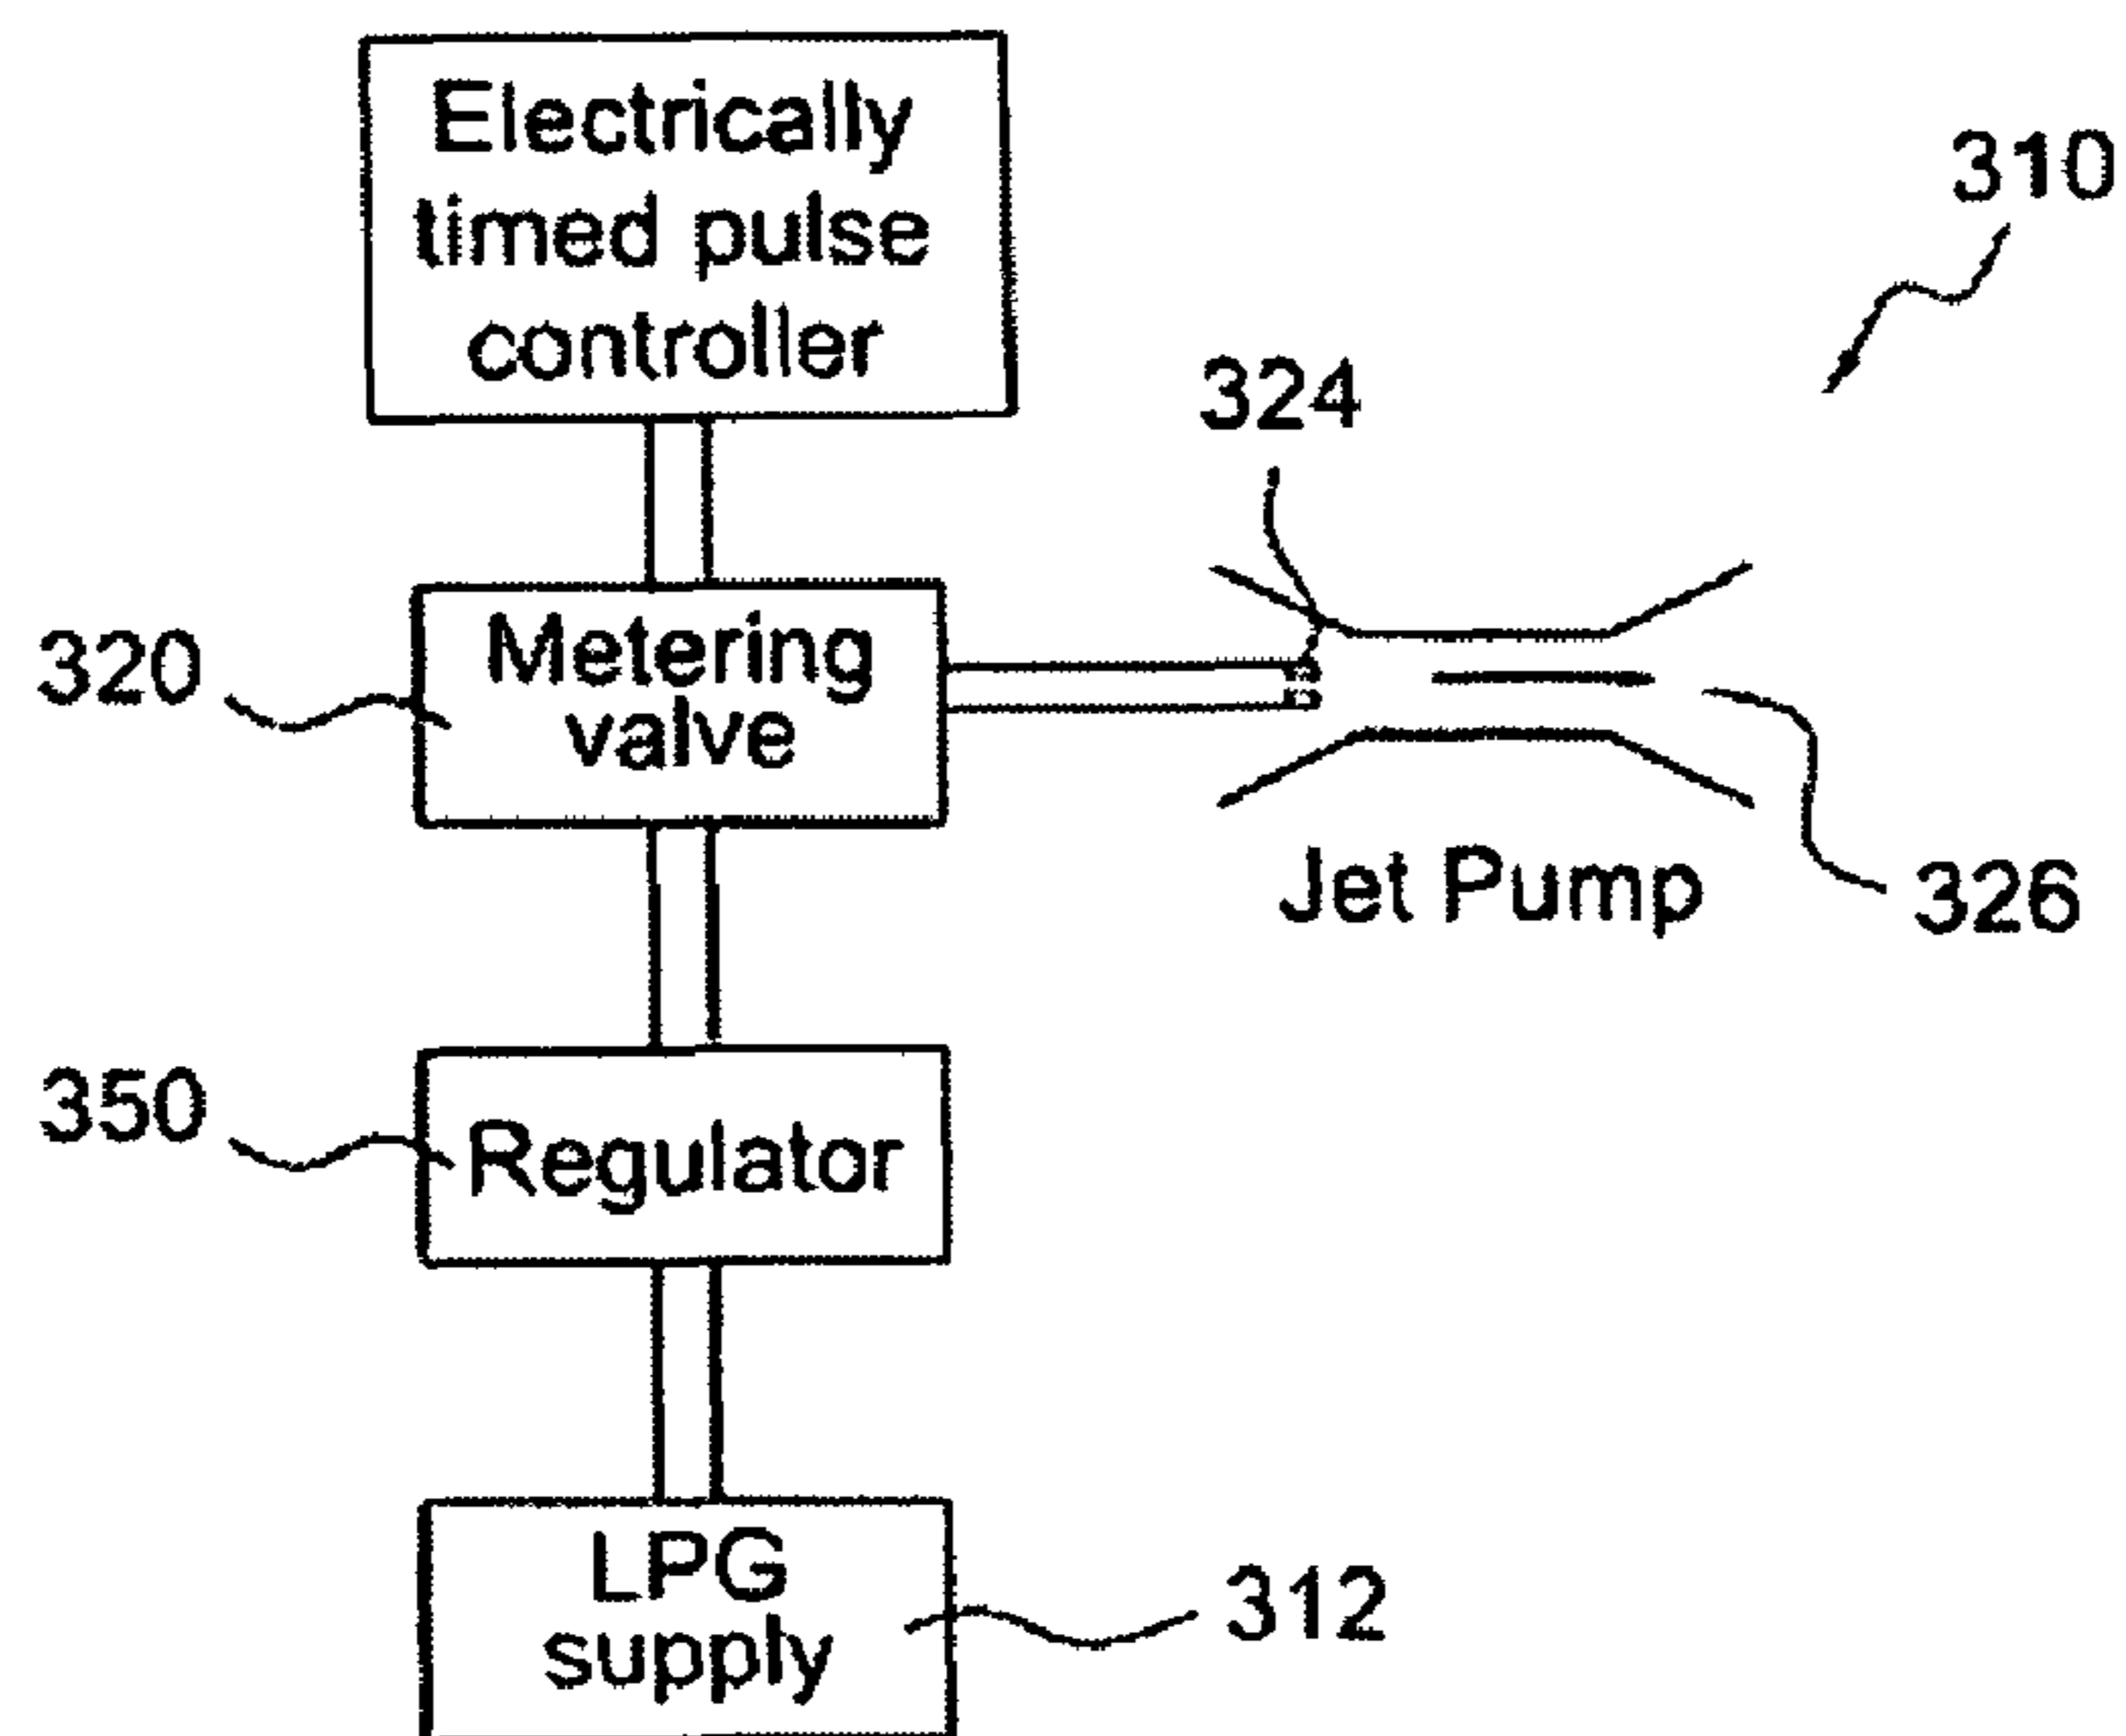 Electrically
timed pulse
controller
310
324
320
Metering
valve
Jet Pump
326
350
Regulator
LPG
supply
312